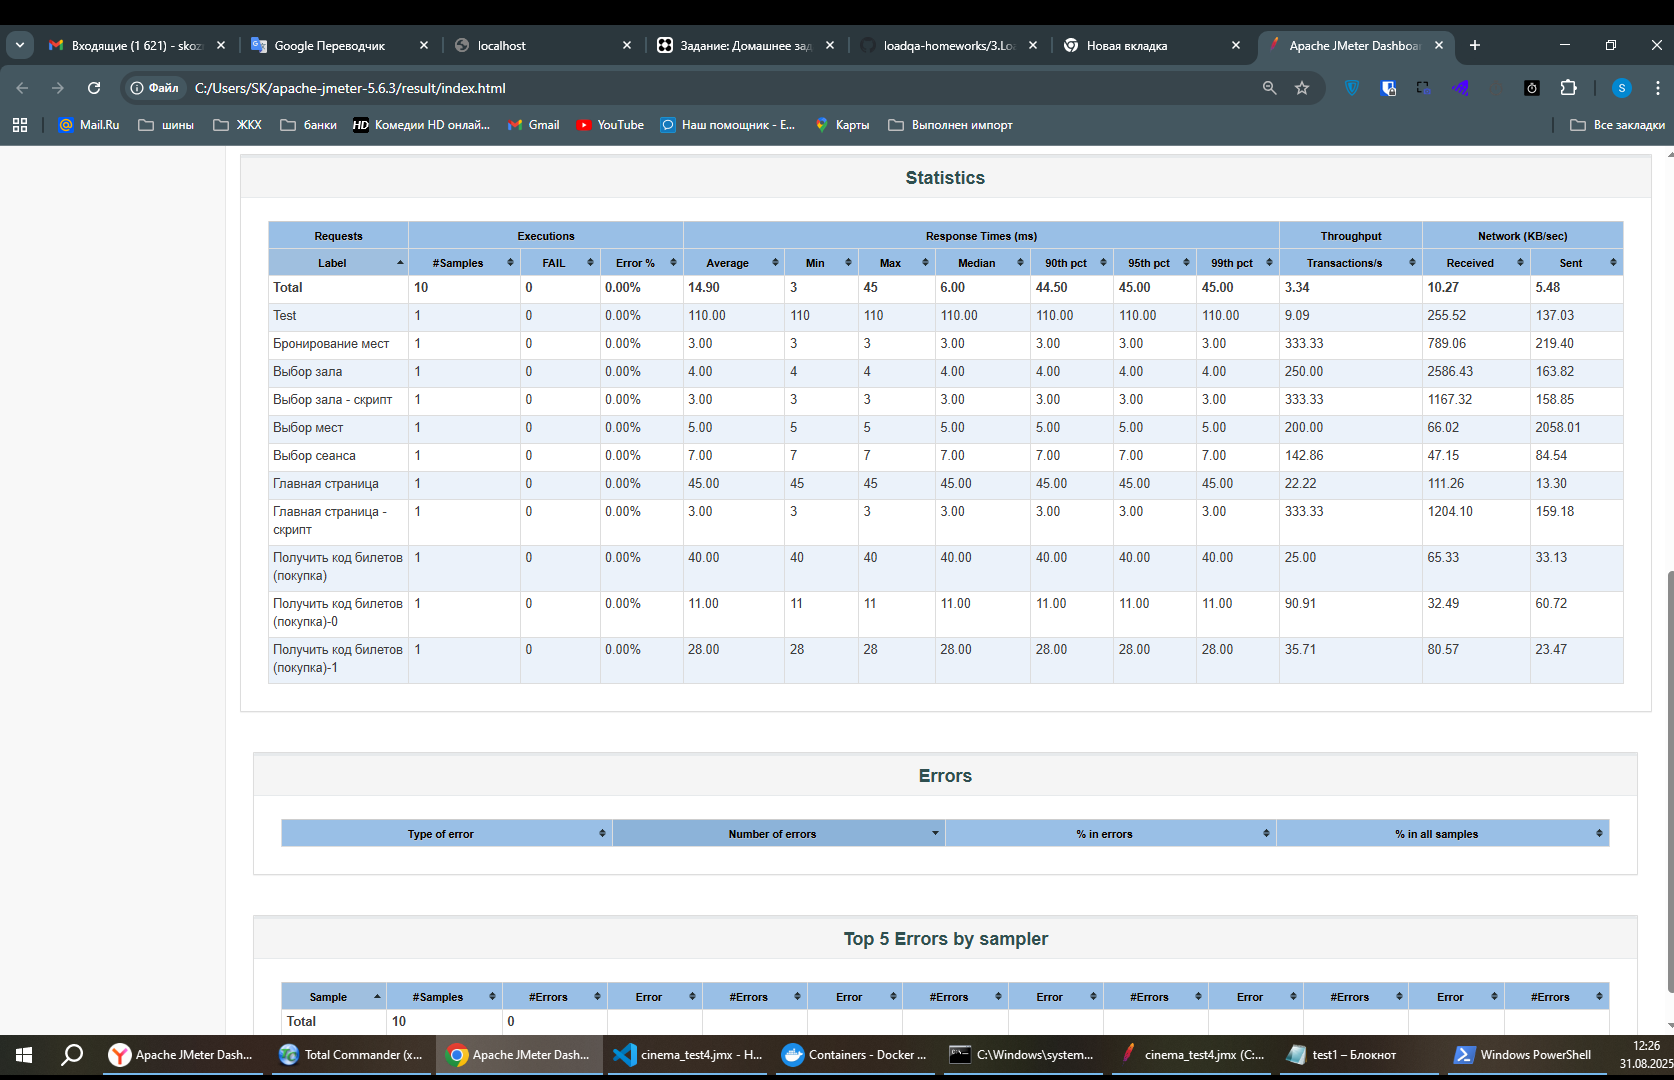 Входящие (1 621) - skoz
Google Переводчик
localhost
Задание: Домашнее зад
loadqa-homeworks/3.Loa
Новая вкладка
Apache JMeter Dashboar
Файл
C:/Users/SK/apache-jmeter-5.6.3/result/index.html
S
Mail.Ru
шины
ЖКХ
банки
HD
Комедии HD онлай...
Gmail
YouTube
Наш помощник - Е...
Карты
Выполнен импорт
Все закладки
Statistics
Requests Executions Response Times (ms) Throughput Network (KB/sec)
Label #Samples FAIL Error % Average Min Max Median 90th pct 95th pct 99th pct Transactions/s Received Sent
Total 10 0 0.00% 14.90 3 45 6.00 44.50 45.00 45.00 3.34 10.27 5.48
Test 1 0 0.00% 110.00 110 110 110.00 110.00 110.00 110.00 9.09 255.52 137.03
Бронирование мест 1 0 0.00% 3.00 3 3 3.00 3.00 3.00 3.00 333.33 789.06 219.40
Выбор зала 1 0 0.00% 4.00 4 4 4.00 4.00 4.00 4.00 250.00 2586.43 163.82
Выбор зала - скрипт 1 0 0.00% 3.00 3 3 3.00 3.00 3.00 3.00 333.33 1167.32 158.85
Выбор мест 1 0 0.00% 5.00 5 5 5.00 5.00 5.00 5.00 200.00 66.02 2058.01
Выбор сеанса 1 0 0.00% 7.00 7 7 7.00 7.00 7.00 7.00 142.86 47.15 84.54
Главная страница 1 0 0.00% 45.00 45 45 45.00 45.00 45.00 45.00 22.22 111.26 13.30
Главная страница - 1 0 0.00% 3.00 3 3 3.00 3.00 3.00 3.00 333.33 1204.10 159.18
скрипт
Получить код билетов 1 0 0.00% 40.00 40 40 40.00 40.00 40.00 40.00 25.00 65.33 33.13
(покупка)
Получить код билетов 1 0 0.00% 11.00 11 11 11.00 11.00 11.00 11.00 90.91 32.49 60.72
(покупка)-0
Получить код билетов 1 0 0.00% 28.00 28 28 28.00 28.00 28.00 28.00 35.71 80.57 23.47
(покупка)-1
Errors
Type of error Number of errors % in errors % in all samples
Top 5 Errors by sampler
Sample #Samples #Errors Error #Errors Error #Errors Error #Errors Error #Errors Error #Errors
Total 10 0
Apache JMeter Dash...
Total Commander (x...
Apache JMeter Dash...
cinema_test4.jmx - H...
Containers - Docker ...
C:\Windows\system...
cinema_test4.jmx (C:...
test1 – Блокнот
Windows PowerShell
12:26
31.08.2025